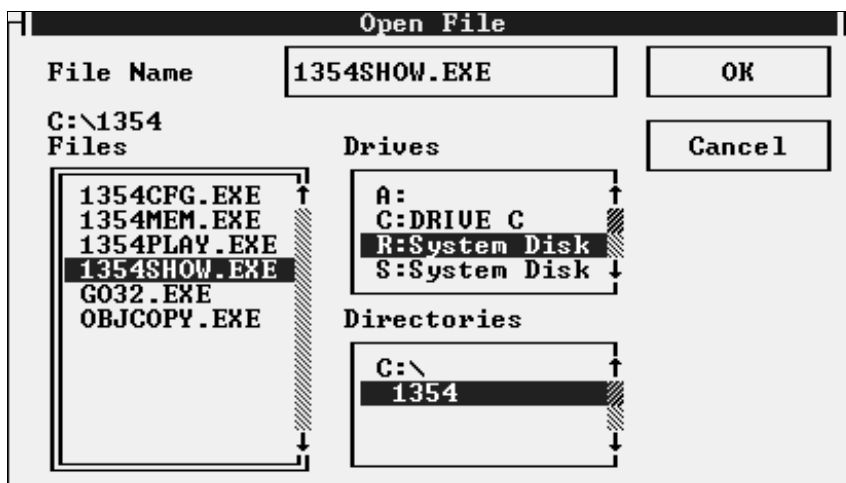 Open File
File Name
1354SHOW.EXE
OK
C:\1354
Files
Drives
Cancel
1354CFG.EXE
1354MEM.EXE
1354PLAY.EXE
1354SHOW.EXE
GO32.EXE
OBJCOPY.EXE
A:
C:DRIVE C
R:System Disk
S:System Disk
Directories
C:\
1354